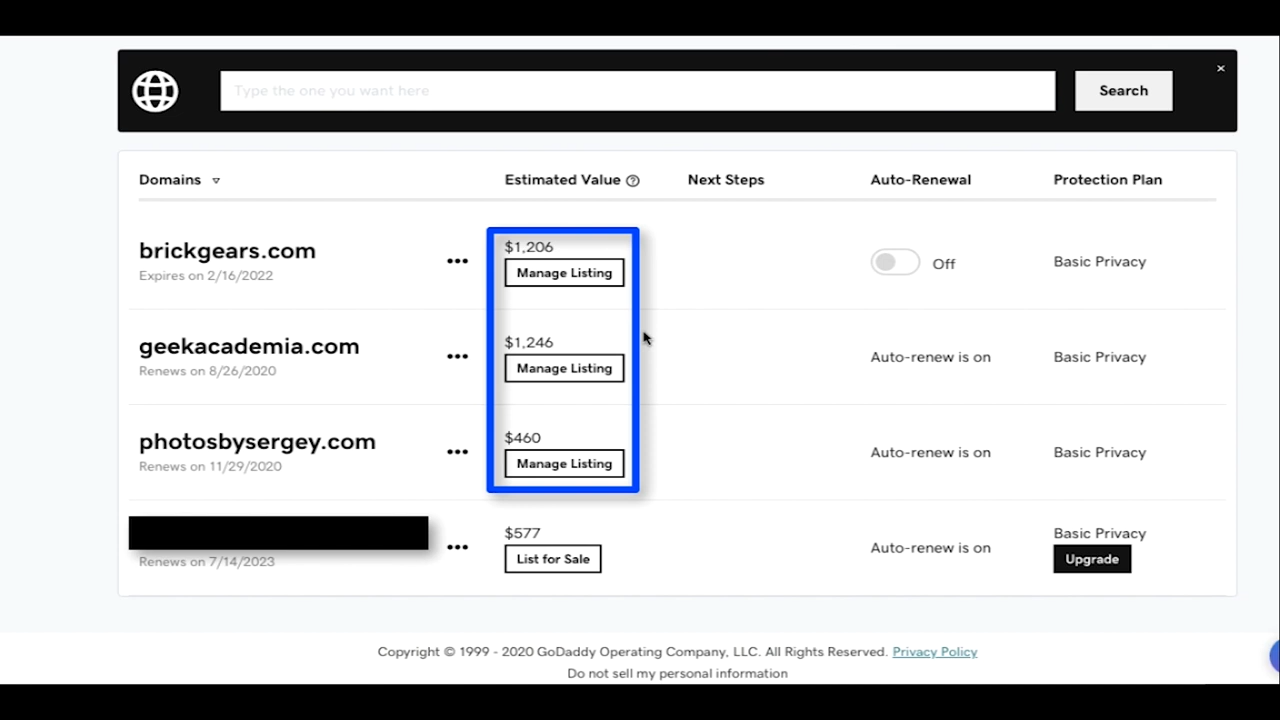 Type the one you want here
Search
×
Domains Estimated Value ? Next Steps Auto-Renewal Protection Plan
brickgears.com
Expires on 2/16/2022
$1,206
Manage Listing
Off
Basic Privacy
geekacademia.com
Renews on 8/26/2020
$1,246
Manage Listing
Auto-renew is on
Basic Privacy
photosbysergey.com
Renews on 11/29/2020
$460
Manage Listing
Auto-renew is on
Basic Privacy
Renews on 7/14/2023
$577
List for Sale
Auto-renew is on
Basic Privacy
Upgrade
Copyright © 1999 - 2020 GoDaddy Operating Company, LLC. All Rights Reserved. Privacy Policy
Do not sell my personal information